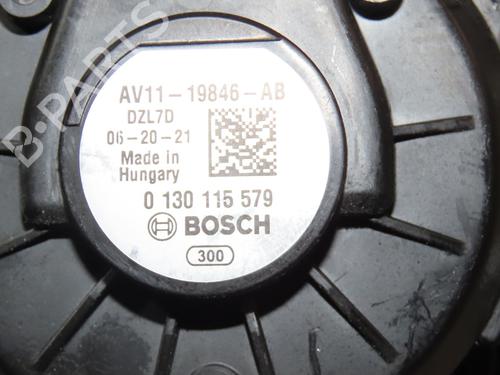 B-PARTS
AV11-19846-AB
DZL7D
06-20-21
Made in
Hungary
0 130 115 579
BOSCH
300